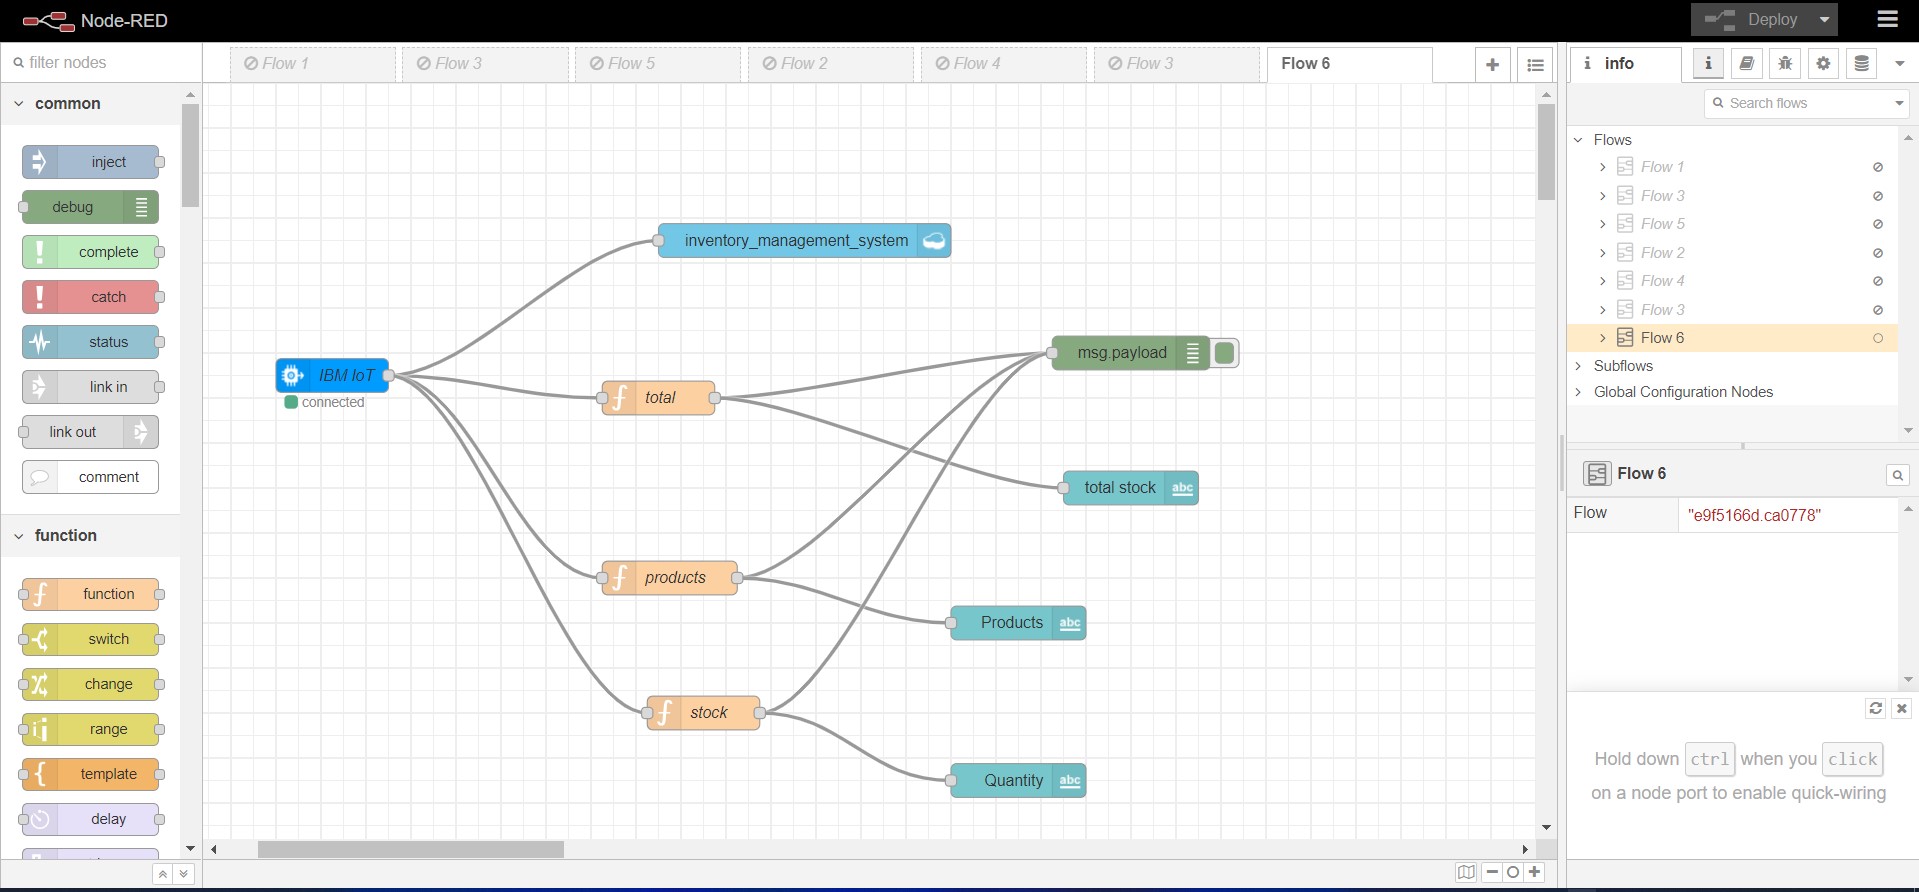 Node-RED
Deploy
filter nodes
Flow 1
Flow 3
Flow 5
Flow 2
Flow 4
Flow 3
Flow 6
i info
i
common
inject
debug
complete
catch
status
link in
link out
comment
function
function
switch
change
range
template
delay
inventory_management_system
IBM IoT
connected
total
msg.payload
total stock
abc
products
Products
abc
stock
Quantity
abc
Search flows
Flows
Flow 1
Flow 3
Flow 5
Flow 2
Flow 4
Flow 3
Flow 6
Subflows
Global Configuration Nodes
Flow 6
Flow "e9f5166d.ca0778"
Hold down ctrl when you click
on a node port to enable quick-wiring